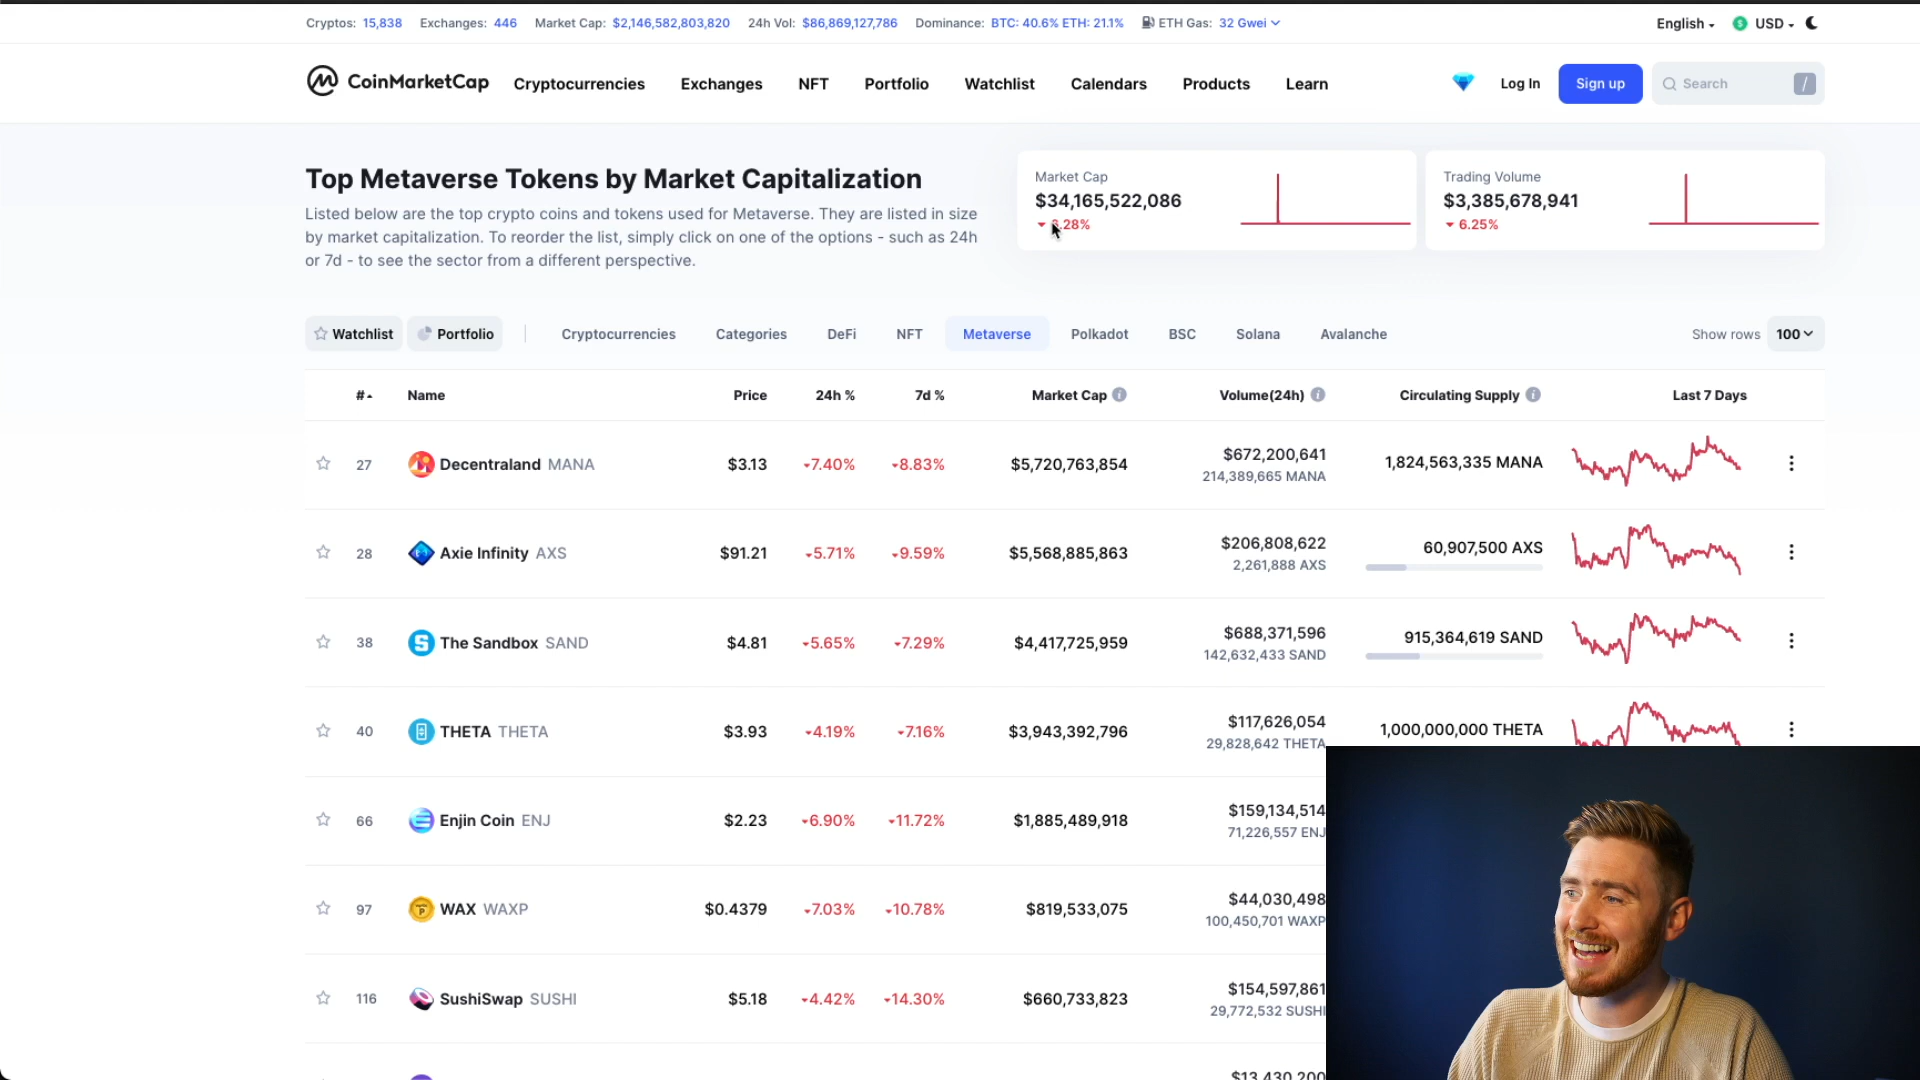 Cryptos: 15,838 Exchanges: 446 Market Cap: $2,146,582,803,820 24h Vol: $86,869,127,786 Dominance: BTC: 40.6% ETH: 21.1% ETH Gas: 32 Gwei
English USD
CoinMarketCap Cryptocurrencies Exchanges NFT Portfolio Watchlist Calendars Products Learn Log In Sign up Search /
Top Metaverse Tokens by Market Capitalization
Listed below are the top crypto coins and tokens used for Metaverse. They are listed in size
by market capitalization. To reorder the list, simply click on one of the options - such as 24h
or 7d - to see the sector from a different perspective.
Market Cap
$34,165,522,086
.28%
Trading Volume
$3,385,678,941
6.25%
Watchlist Portfolio Cryptocurrencies Categories DeFi NFT Metaverse Polkadot BSC Solana Avalanche Show rows 100
# Name Price 24h % 7d % Market Cap Volume(24h) Circulating Supply Last 7 Days
27 Decentraland MANA $3.13 7.40% 8.83% $5,720,763,854 $672,200,641 1,824,563,335 MANA
214,389,665 MANA
28 Axie Infinity AXS $91.21 5.71% 9.59% $5,568,885,863 $206,808,622 60,907,500 AXS
2,261,888 AXS
38 The Sandbox SAND $4.81 5.65% 7.29% $4,417,725,959 $688,371,596 915,364,619 SAND
142,632,433 SAND
40 THETA THETA $3.93 4.19% 7.16% $3,943,392,796 $117,626,054 1,000,000,000 THETA
29,828,642 THETA
66 Enjin Coin ENJ $2.23 6.90% 11.72% $1,885,489,918 $159,134,514
71,226,557 ENJ
97 WAX WAXP $0.4379 7.03% 10.78% $819,533,075 $44,030,498
100,450,701 WAXP
116 SushiSwap SUSHI $5.18 4.42% 14.30% $660,733,823 $154,597,861
29,772,532 SUSHI
$13,430,200